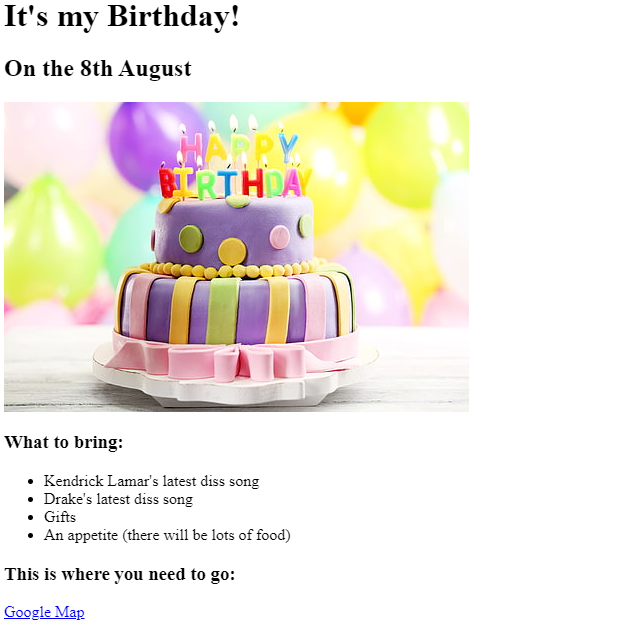 It's my Birthday!
On the 8th August
HAPPY
BIRTHDAY
What to bring:
Kendrick Lamar's latest diss song
Drake's latest diss song
Gifts
An appetite (there will be lots of food)
This is where you need to go:
Google Map